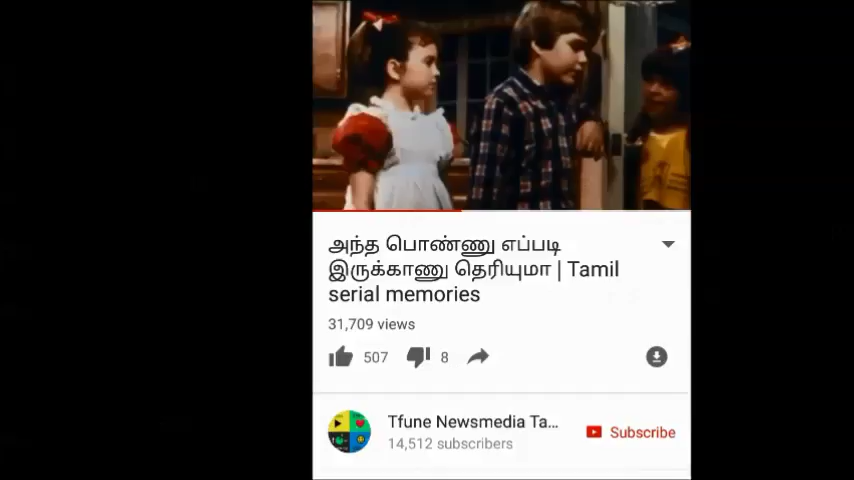 அந்த பொண்ணு எப்படி
இருக்காணு தெரியுமா | Tamil
serial memories
31,709 views
507 8
Tfune Newsmedia Ta...
14,512 subscribers
Subscribe